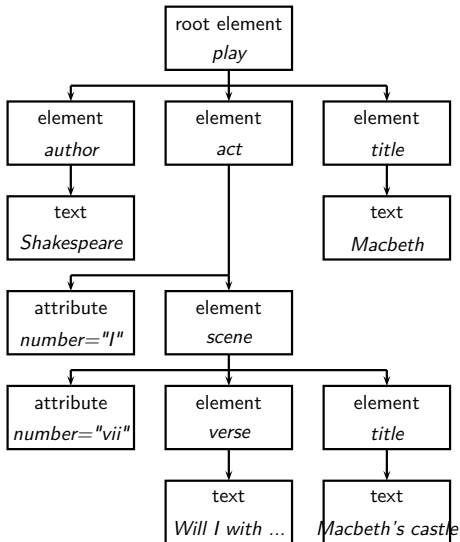 root element
play
element
author
element
act
element
title
text
Shakespeare
text
Macbeth
attribute
number="I"
element
scene
attribute
number="vii"
element
verse
element
title
text
Will I with ...
text
Macbeth's castle